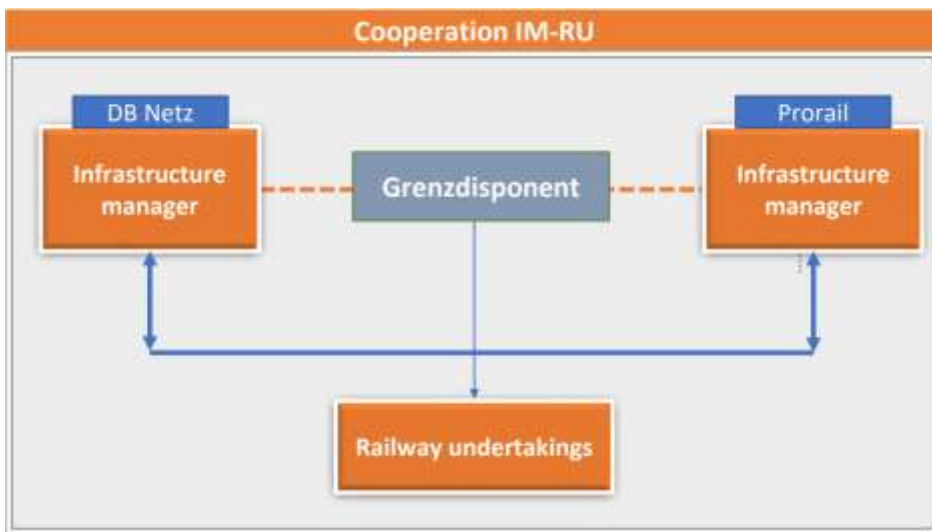 Cooperation IM-RU
DB Netz
Infrastructure
manager
Grenzdisponent
Prorail
Infrastructure
manager
Railway undertakings